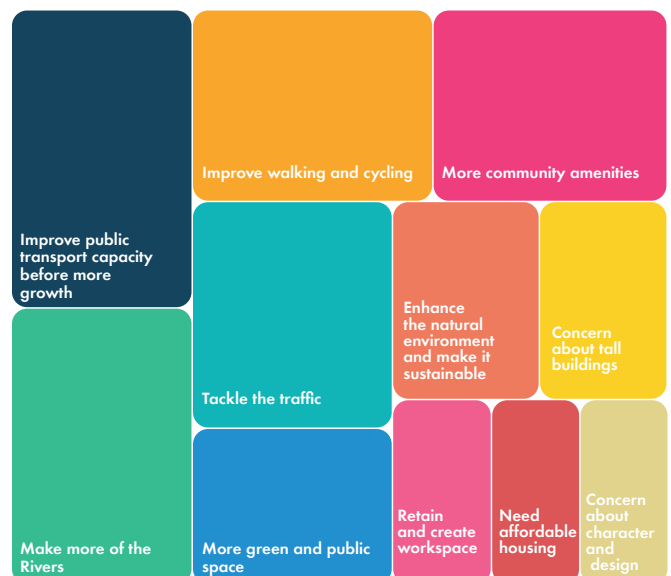 Improve walking and cycling
More community amenities
Improve public
transport capacity
before more
growth
Enhance
the natural
environment
and make it
sustainable
Concern
about tall
buildings
Tackle the traffic
Make more of the
Rivers
More green and public
space
Retain
and create
workspace
Need
affordable
housing
Concern
about
character
and
design